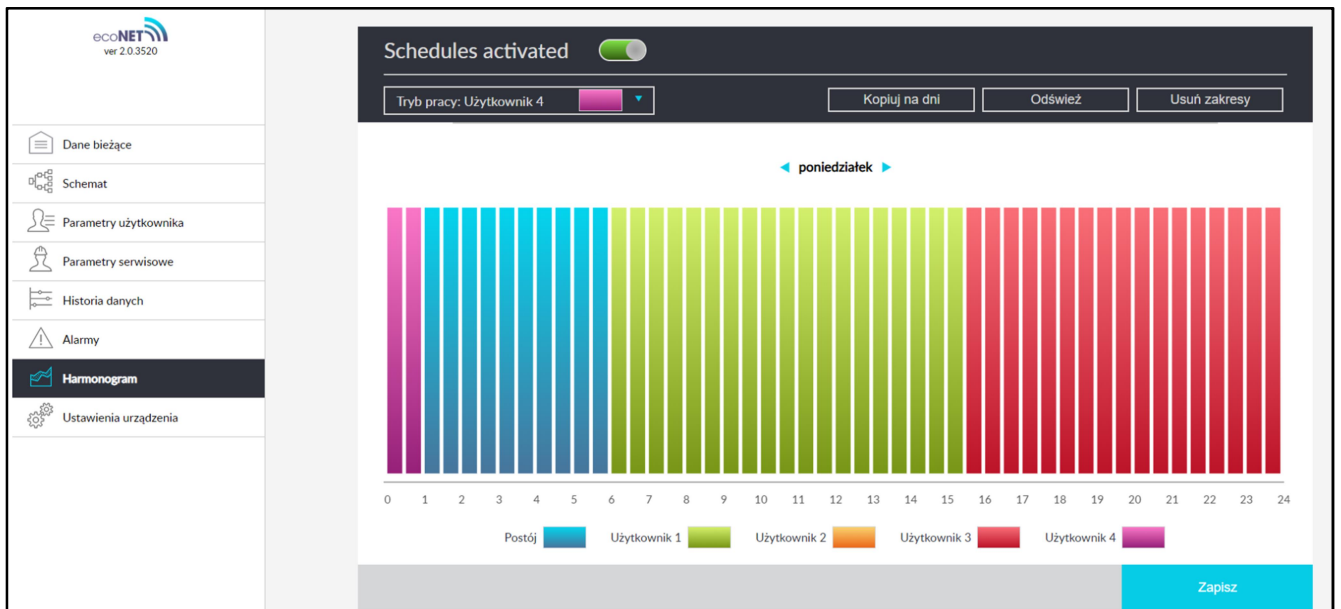 ecoNET
ver 2.0.3520
Dane bieżące
Schemat
Parametry użytkownika
Parametry serwisowe
Historia danych
Alarmy
Harmonogram
Ustawienia urządzenia
Schedules activated
Tryb pracy: Użytkownik 4
Kopiuj na dni
Odśwież
Usuń zakresy
poniedziałek
0 1 2 3 4 5 6 7 8 9 10 11 12 13 14 15 16 17 18 19 20 21 22 23 24
Postój Użytkownik 1 Użytkownik 2 Użytkownik 3 Użytkownik 4
Zapisz